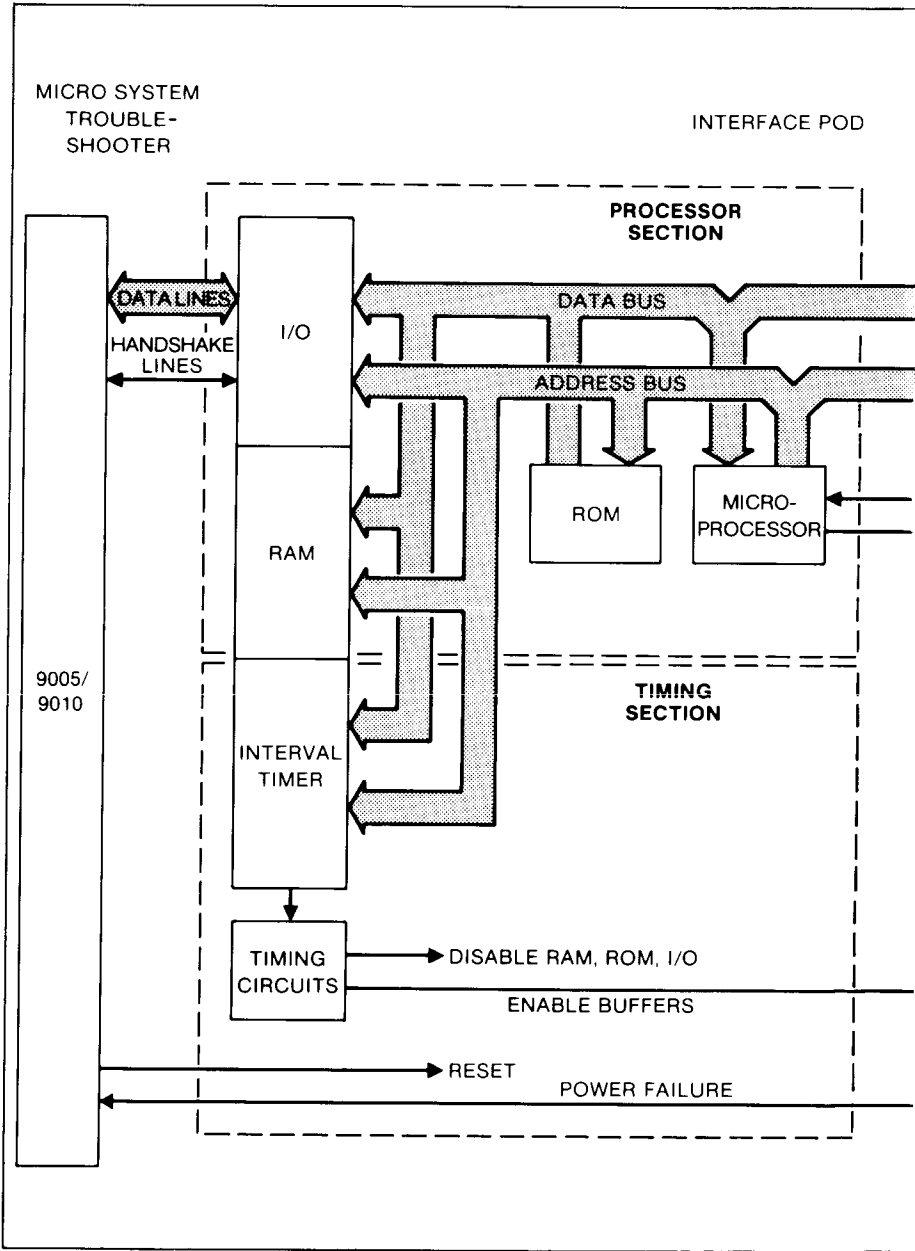 MICRO SYSTEM
TROUBLE-
SHOOTER
INTERFACE POD
PROCESSOR
SECTION
DATA LINES
I/O
DATA BUS
HANDSHAKE
LINES
ADDRESS BUS
RAM
ROM
MICRO-
PROCESSOR
9005/
9010
TIMING
SECTION
INTERVAL
TIMER
TIMING
CIRCUITS
DISABLE RAM, ROM, I/O
ENABLE BUFFERS
RESET
POWER FAILURE